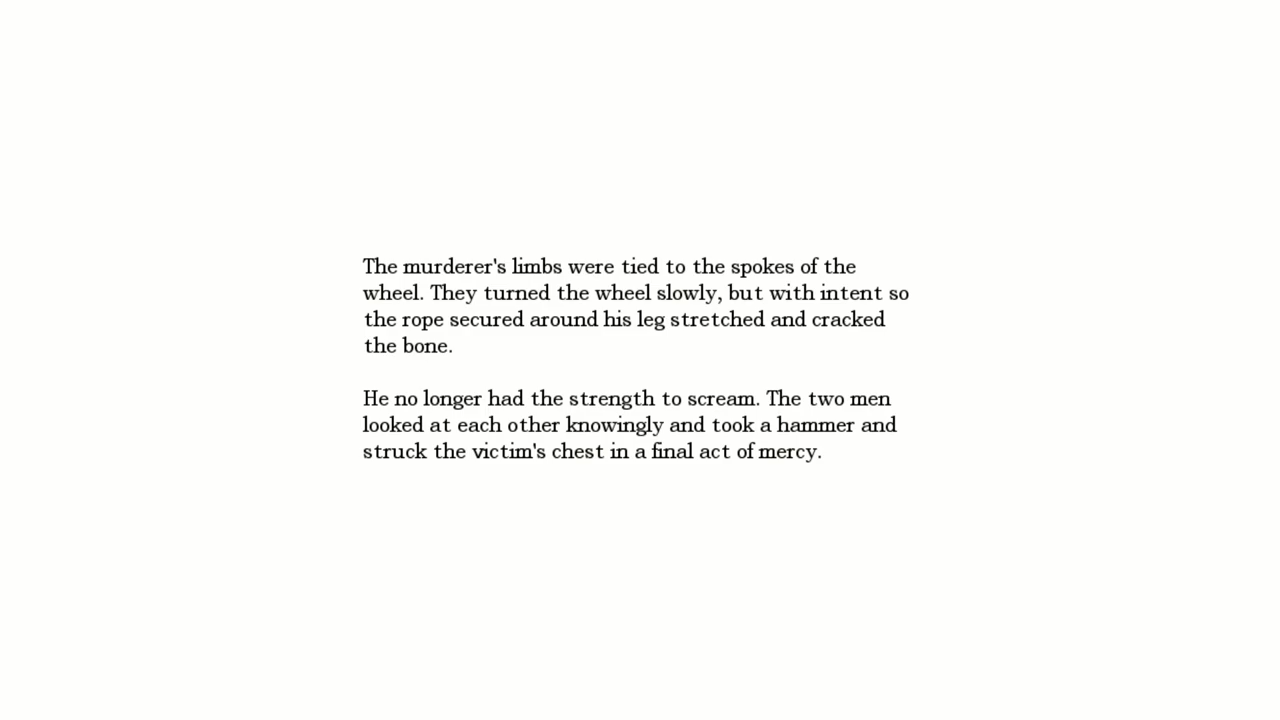 The murderer's limbs were tied to the spokes of the
wheel. They turned the wheel slowly, but with intent so
the rope secured around his leg stretched and cracked
the bone.
He no longer had the strength to scream. The two men
looked at each other knowingly and took a hammer and
struck the victim's chest in a final act of mercy.